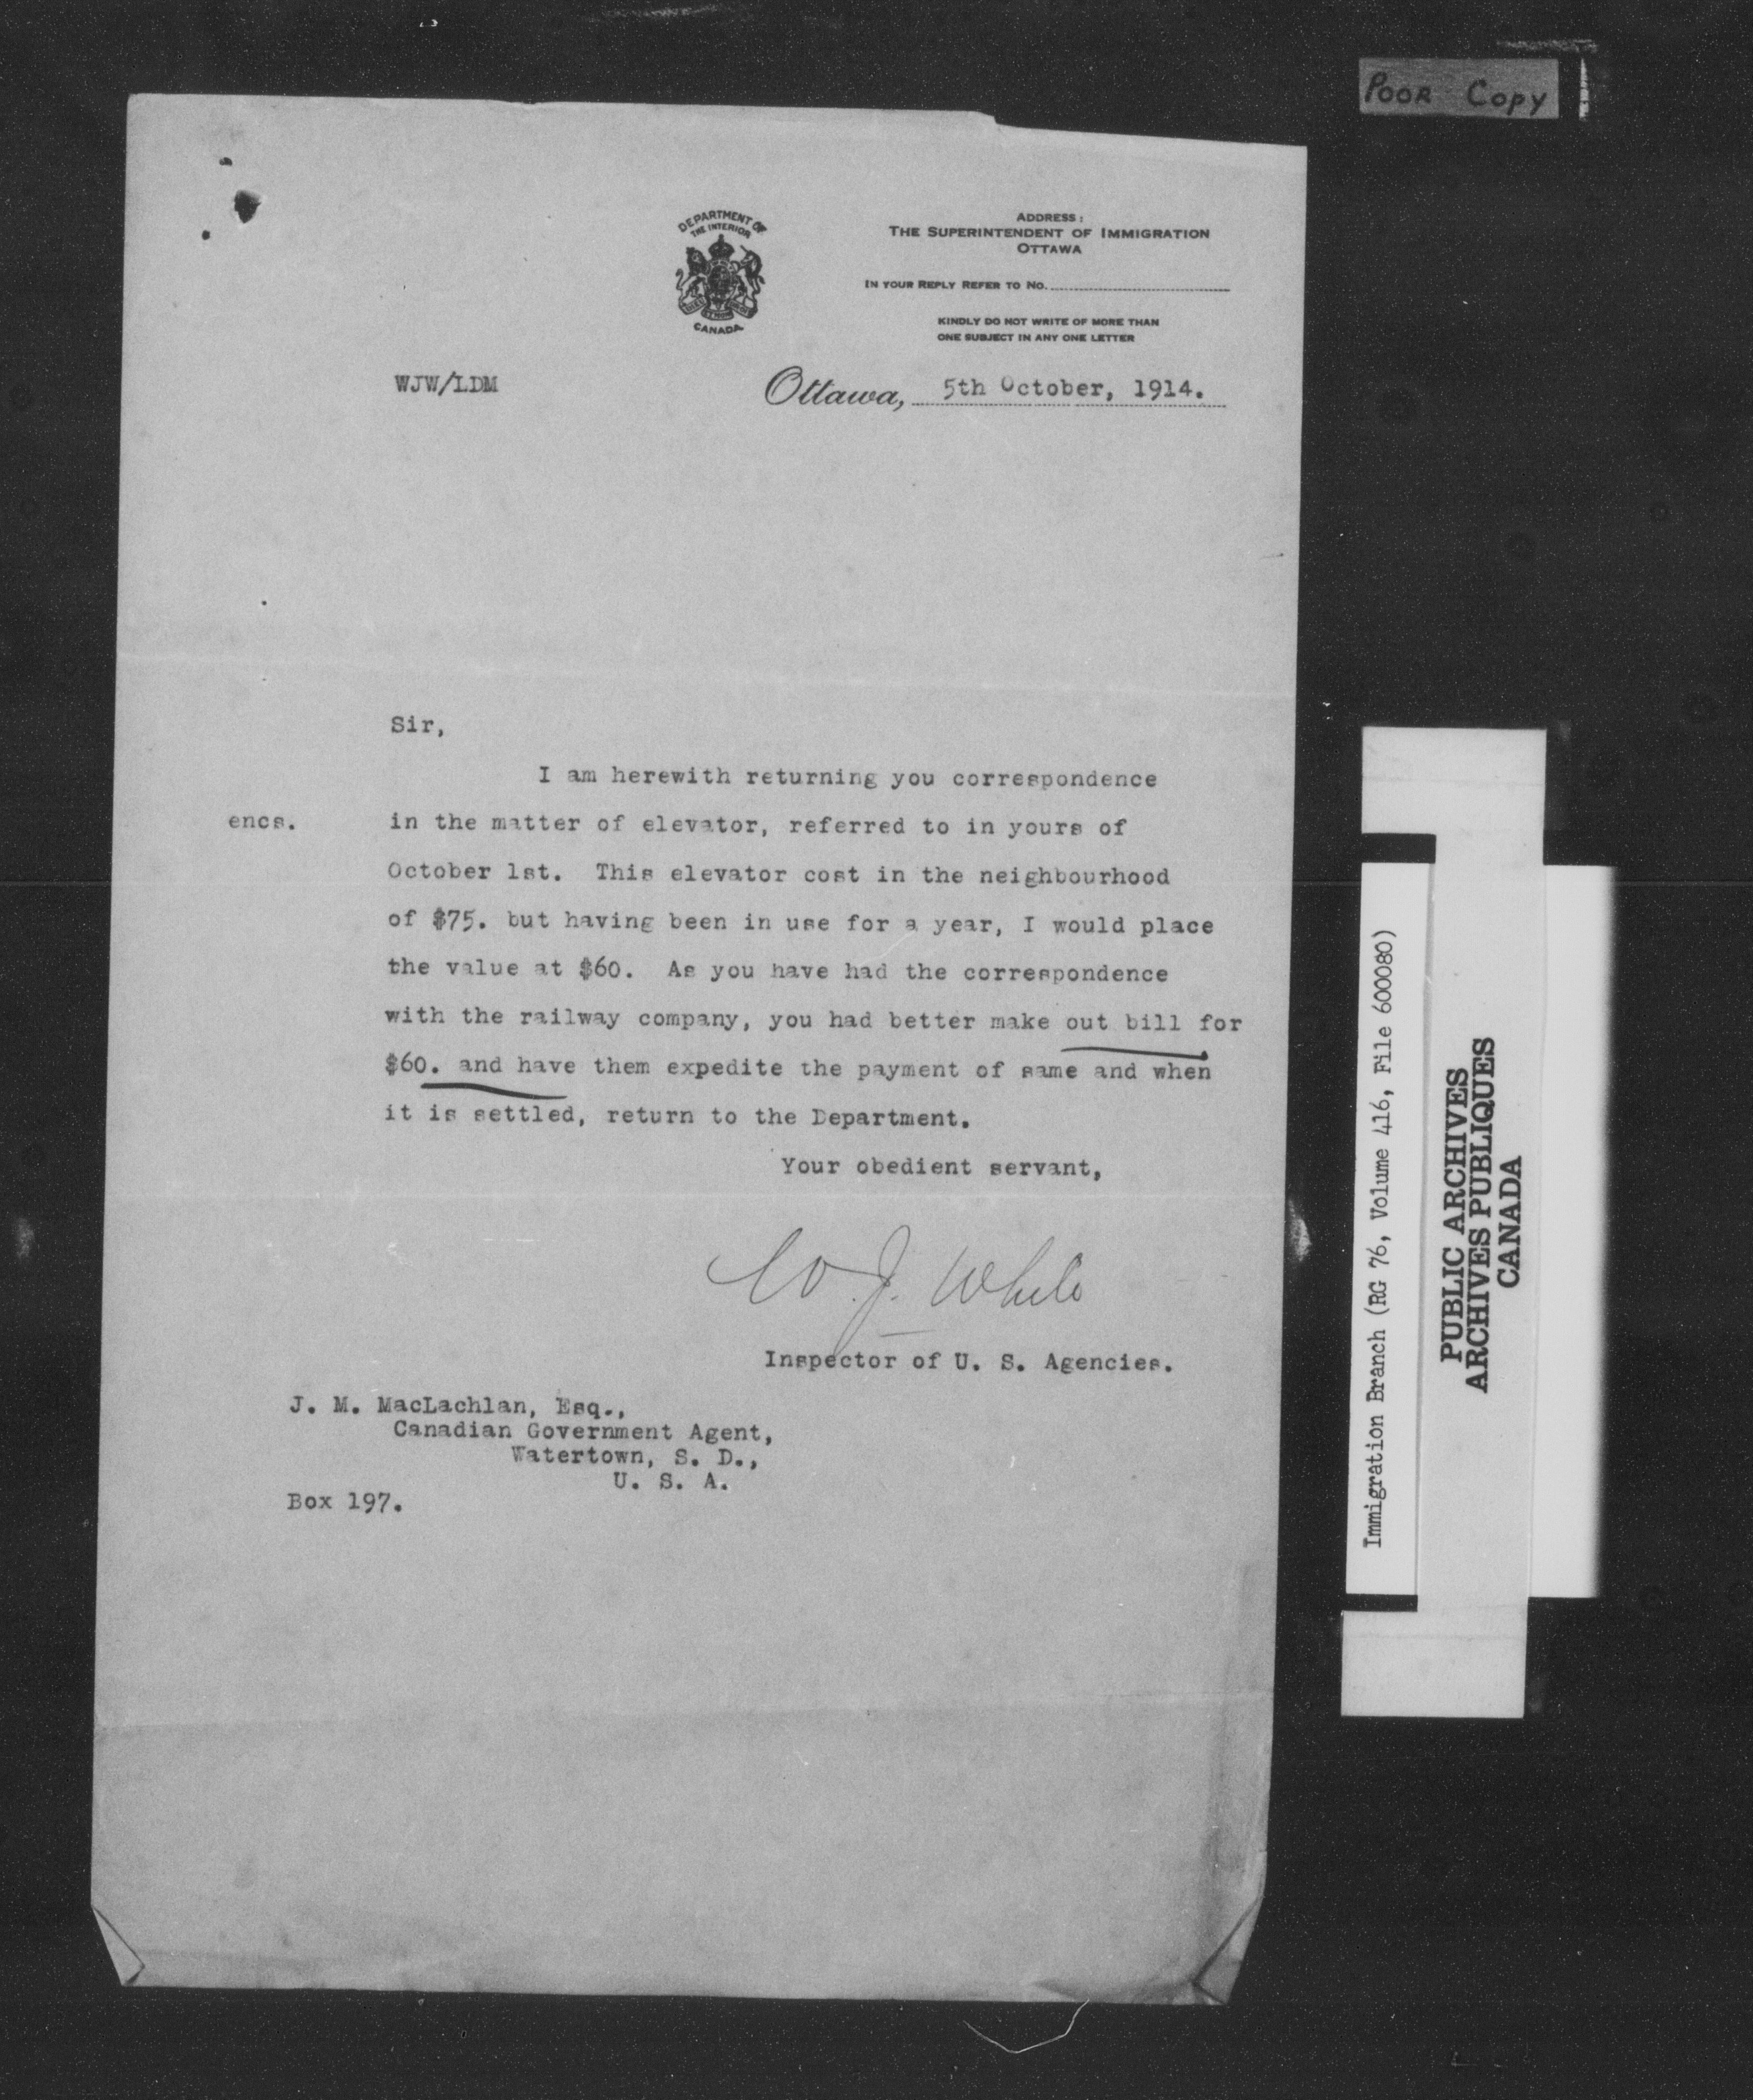 POOR COPY
DEPARTMENT OF
THE INTERIOR
CANADA
ADDRESS:
THE SUPERINTENDENT OF IMMIGRATION
OTTAWA
IN YOUR REPLY REFER TO NO.
KINDLY DO NOT WRITE OF MORE THAN
ONE SUBJECT IN ANY ONE LETTER
WJW/LDM
Ottawa, 5th October, 1914.
Sir,
I am herewith returning you correspondence
encs. in the matter of elevator, referred to in yours of
October 1st. This elevator cost in the neighbourhood
of $75. but having been in use for a year, I would place
the value at $60. As you have had the correspondence
with the railway company, you had better make out bill for
$60. and have them expedite the payment of same and when
it is settled, return to the Department.
Your obedient servant,
W. J. White
Inspector of U. S. Agencies.
J. M. MacLachlan, Esq.,
Canadian Government Agent,
Watertown, S. D.,
U. S. A.
Box 197.
Immigration Branch (RG 76, Volume 416, File 600080)
PUBLIC ARCHIVES
ARCHIVES PUBLIQUES
CANADA